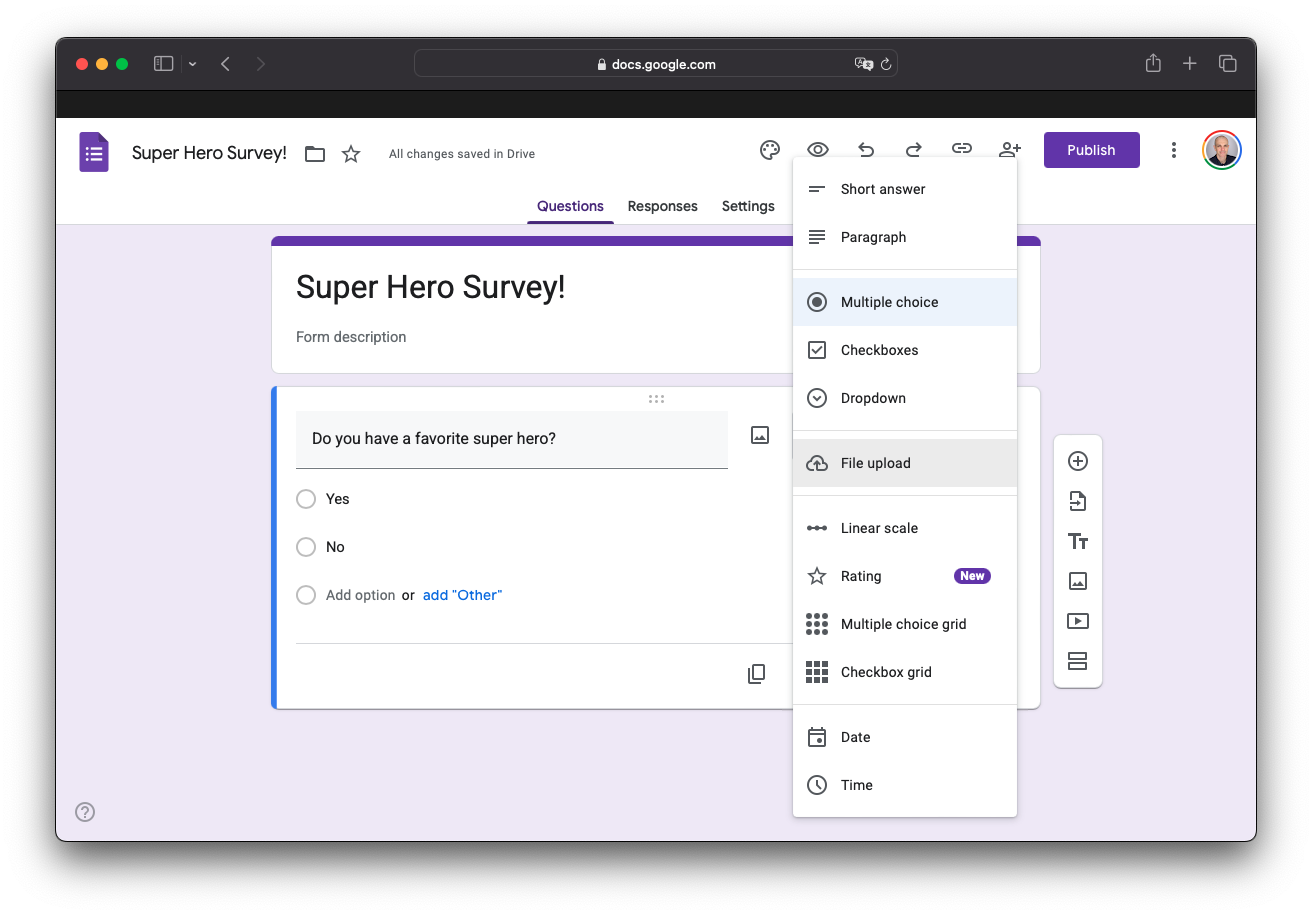 docs.google.com
Super Hero Survey!
All changes saved in Drive
Publish
Questions
Responses
Settings
Super Hero Survey!
Form description
Do you have a favorite super hero?
Yes
No
Add option or add "Other"
Short answer
Paragraph
Multiple choice
Checkboxes
Dropdown
File upload
Linear scale
Rating New
Multiple choice grid
Checkbox grid
Date
Time